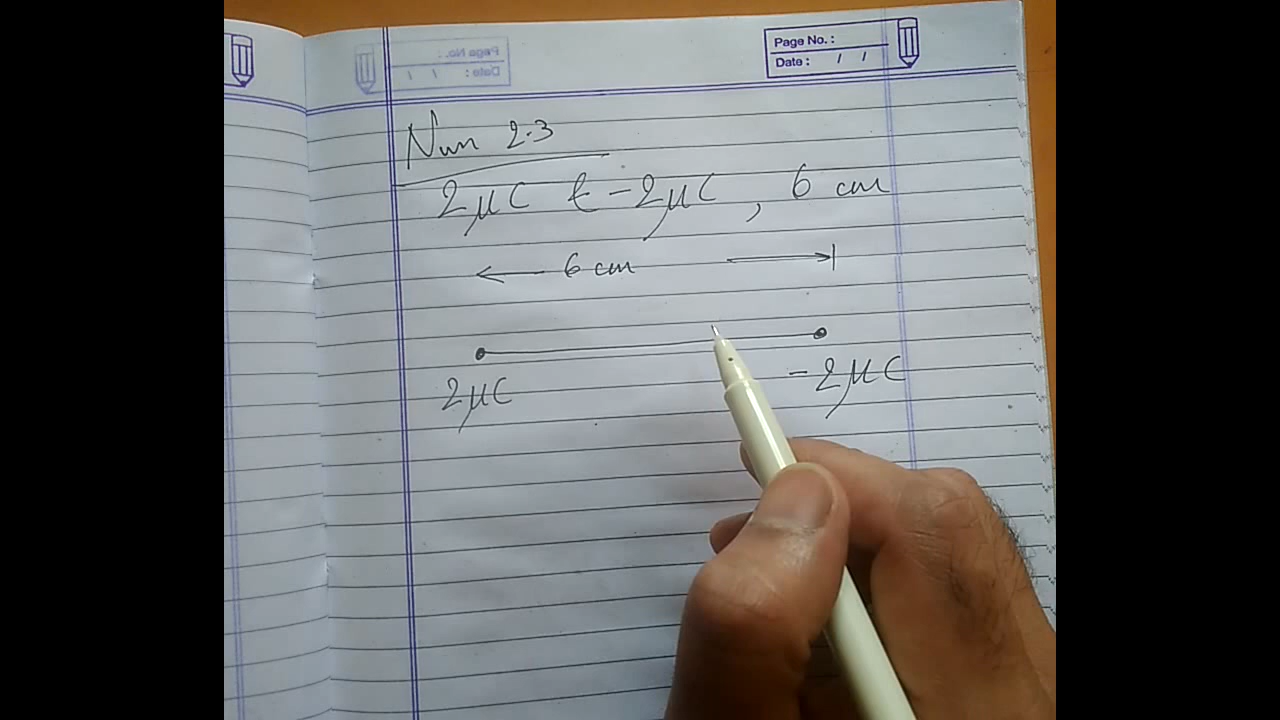 Page No. :
Date : / /
Num 2.3
2μC & -2μC, 6 cm
6 cm
2μC
-2μC